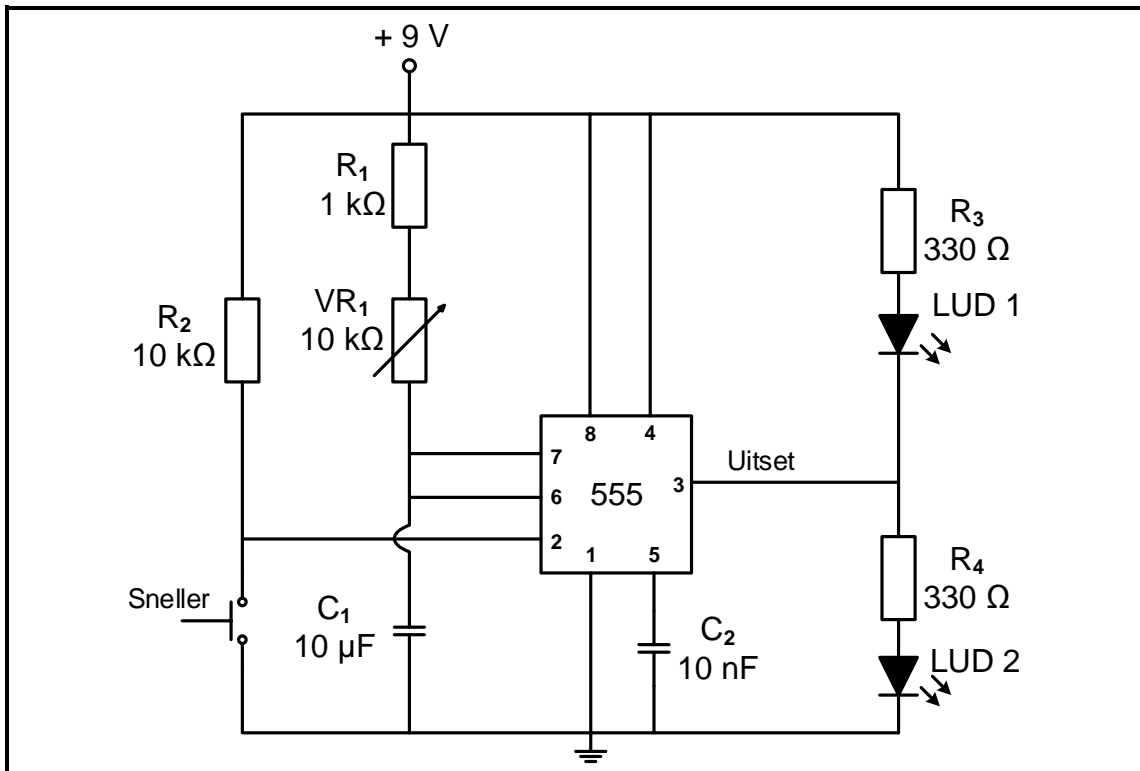 + 9 V
R₁
1 kΩ
R₃
330 Ω
VR₁
10 kΩ
R₂
10 kΩ
LUD 1
8
4
7
6
2
555
3
1
5
Uitset
R₄
330 Ω
Sneller
C₁
10 µF
C₂
10 nF
LUD 2